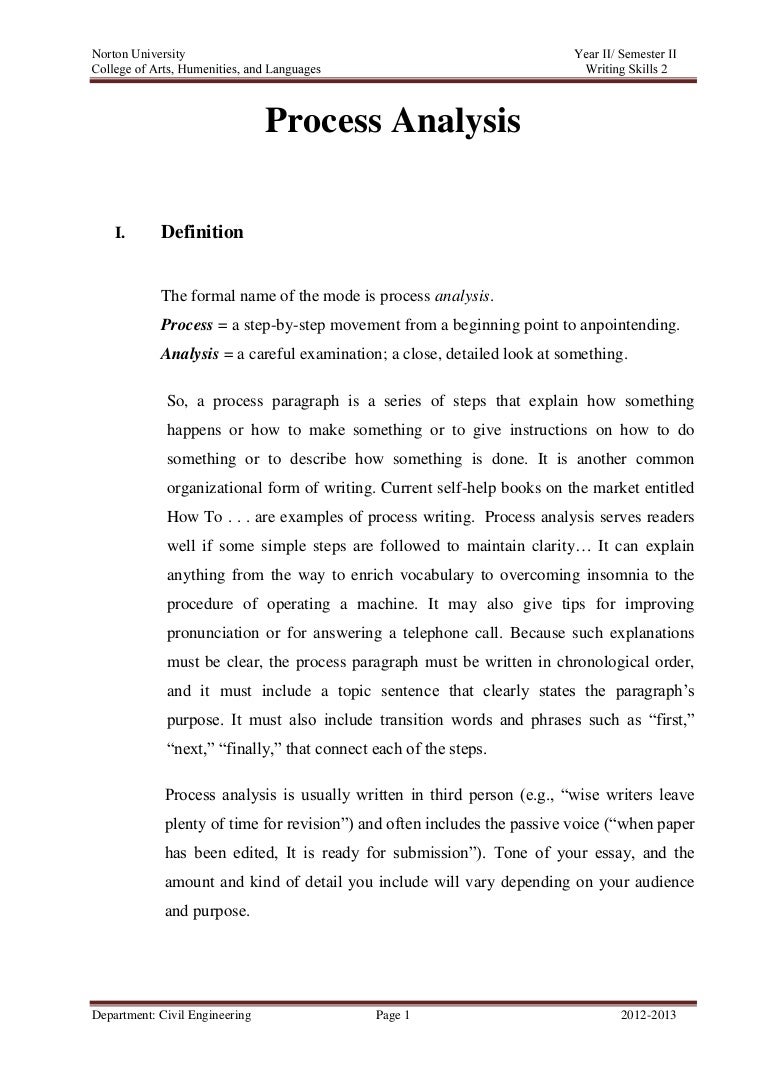 Norton University Year II/ Semester II
College of Arts, Humanities, and Languages Writing Skills 2
Process Analysis
I. Definition
The formal name of the mode is process analysis.
Process = a step-by-step movement from a beginning point to anpointending.
Analysis = a careful examination; a close, detailed look at something.
So, a process paragraph is a series of steps that explain how something
happens or how to make something or to give instructions on how to do
something or to describe how something is done. It is another common
organizational form of writing. Current self-help books on the market entitled
How To . . . are examples of process writing. Process analysis serves readers
well if some simple steps are followed to maintain clarity… It can explain
anything from the way to enrich vocabulary to overcoming insomnia to the
procedure of operating a machine. It may also give tips for improving
pronunciation or for answering a telephone call. Because such explanations
must be clear, the process paragraph must be written in chronological order,
and it must include a topic sentence that clearly states the paragraph’s
purpose. It must also include transition words and phrases such as “first,”
“next,” “finally,” that connect each of the steps.
Process analysis is usually written in third person (e.g., “wise writers leave
plenty of time for revision”) and often includes the passive voice (“when paper
has been edited, It is ready for submission”). Tone of your essay, and the
amount and kind of detail you include will vary depending on your audience
and purpose.
Department: Civil Engineering Page 1 2012-2013